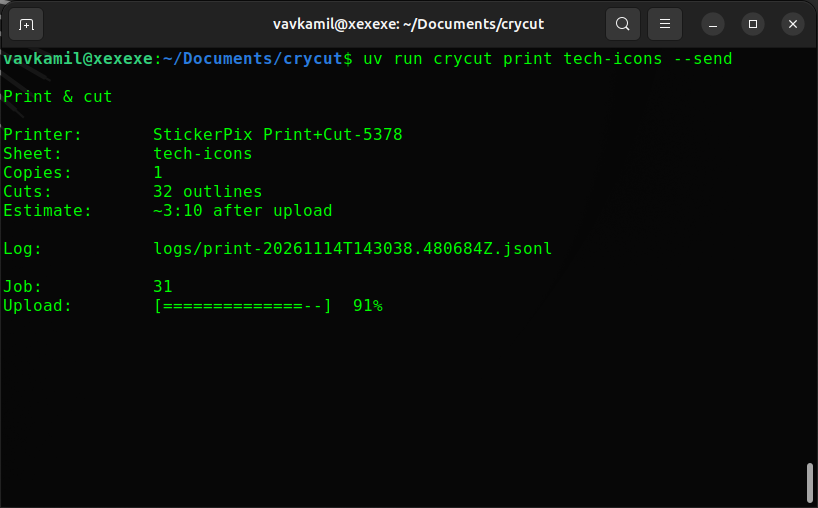 vavkamil@xexexe: ~/Documents/crycut
vavkamil@xexexe:~/Documents/crycut$ uv run crycut print tech-icons --send
Print & cut
Printer:        StickerPix Print+Cut-5378
Sheet:          tech-icons
Copies:         1
Cuts:           32 outlines
Estimate:       ~3:10 after upload
Log:            logs/print-20261114T143038.480684Z.jsonl
Job:            31
Upload:         [==============--]  91%